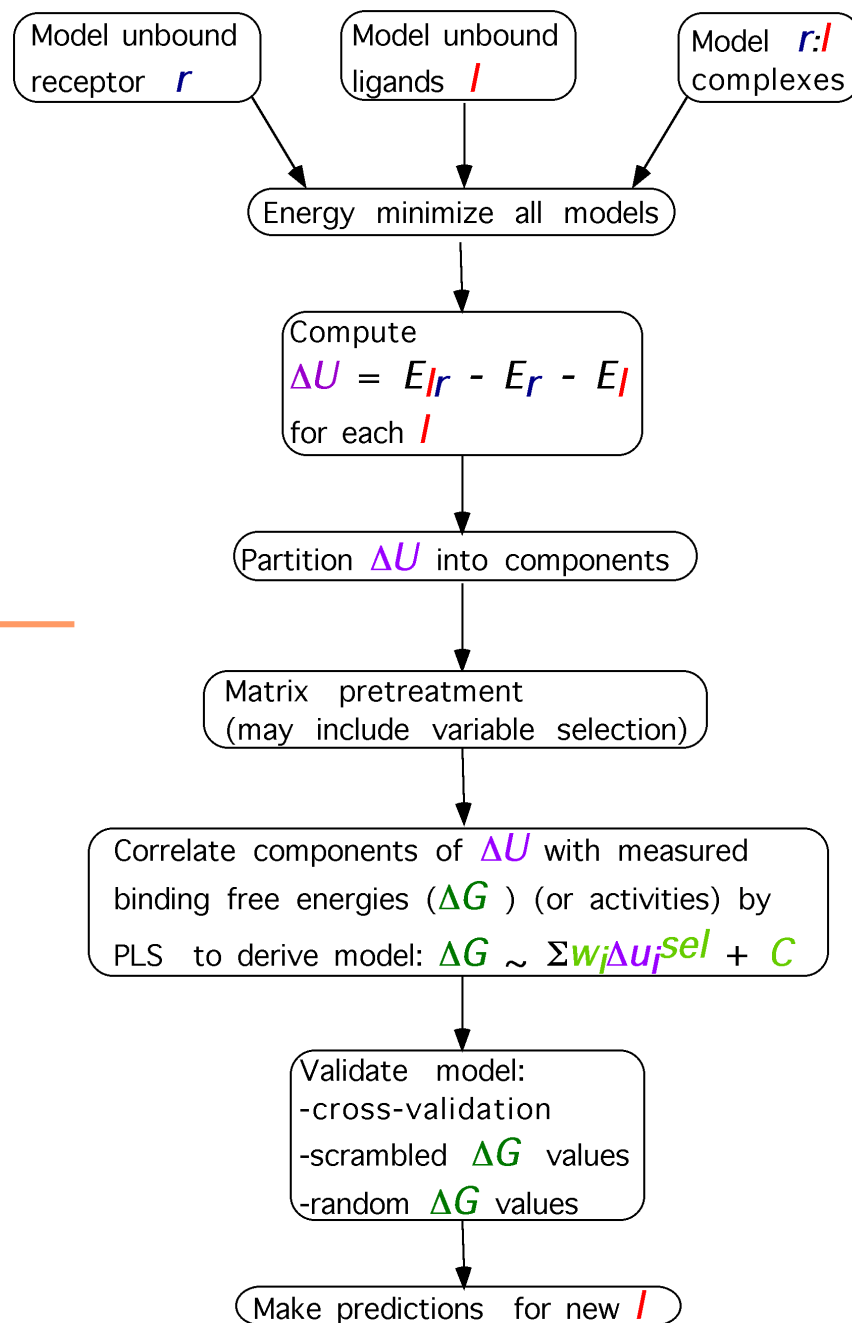 Model unbound
receptor r
Model unbound
ligands l
Model r:l
complexes
Energy minimize all models
Compute
ΔU = Elr - Er - El
for each l
Partition ΔU into components
Matrix pretreatment
(may include variable selection)
Correlate components of ΔU with measured
binding free energies (ΔG ) (or activities) by
PLS to derive model: ΔG ~ ΣwiΔui^sel + C
Validate model:
-cross-validation
-scrambled ΔG values
-random ΔG values
Make predictions for new l